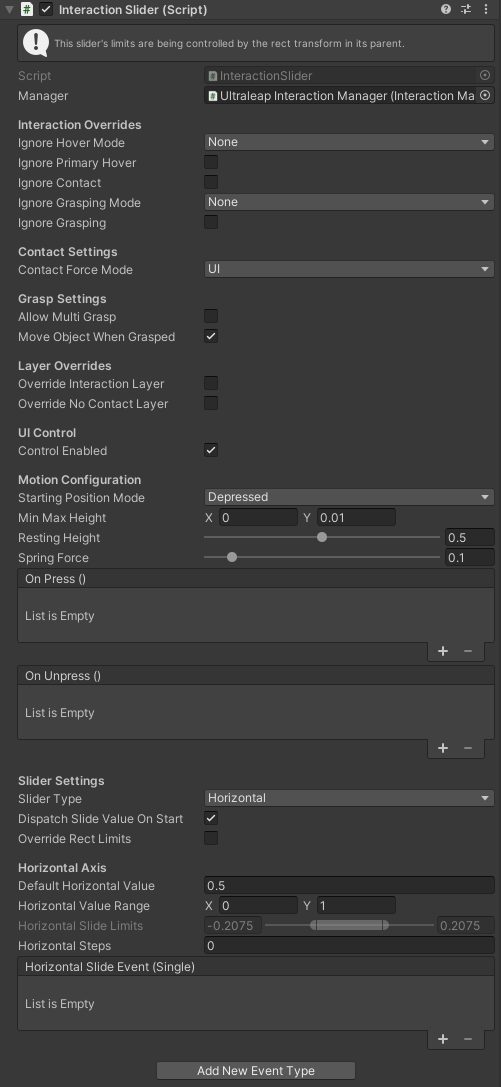 Interaction Slider (Script)
This slider's limits are being controlled by the rect transform in its parent.
Script InteractionSlider
Manager Ultraleap Interaction Manager (Interaction Ma
Interaction Overrides
Ignore Hover Mode None
Ignore Primary Hover
Ignore Contact
Ignore Grasping Mode None
Ignore Grasping
Contact Settings
Contact Force Mode UI
Grasp Settings
Allow Multi Grasp
Move Object When Grasped
Layer Overrides
Override Interaction Layer
Override No Contact Layer
UI Control
Control Enabled
Motion Configuration
Starting Position Mode Depressed
Min Max Height X 0 Y 0.01
Resting Height 0.5
Spring Force 0.1
On Press ()
List is Empty
+ −
On Unpress ()
List is Empty
+ −
Slider Settings
Slider Type Horizontal
Dispatch Slide Value On Start
Override Rect Limits
Horizontal Axis
Default Horizontal Value 0.5
Horizontal Value Range X 0 Y 1
Horizontal Slide Limits -0.2075 0.2075
Horizontal Steps 0
Horizontal Slide Event (Single)
List is Empty
+ −
Add New Event Type